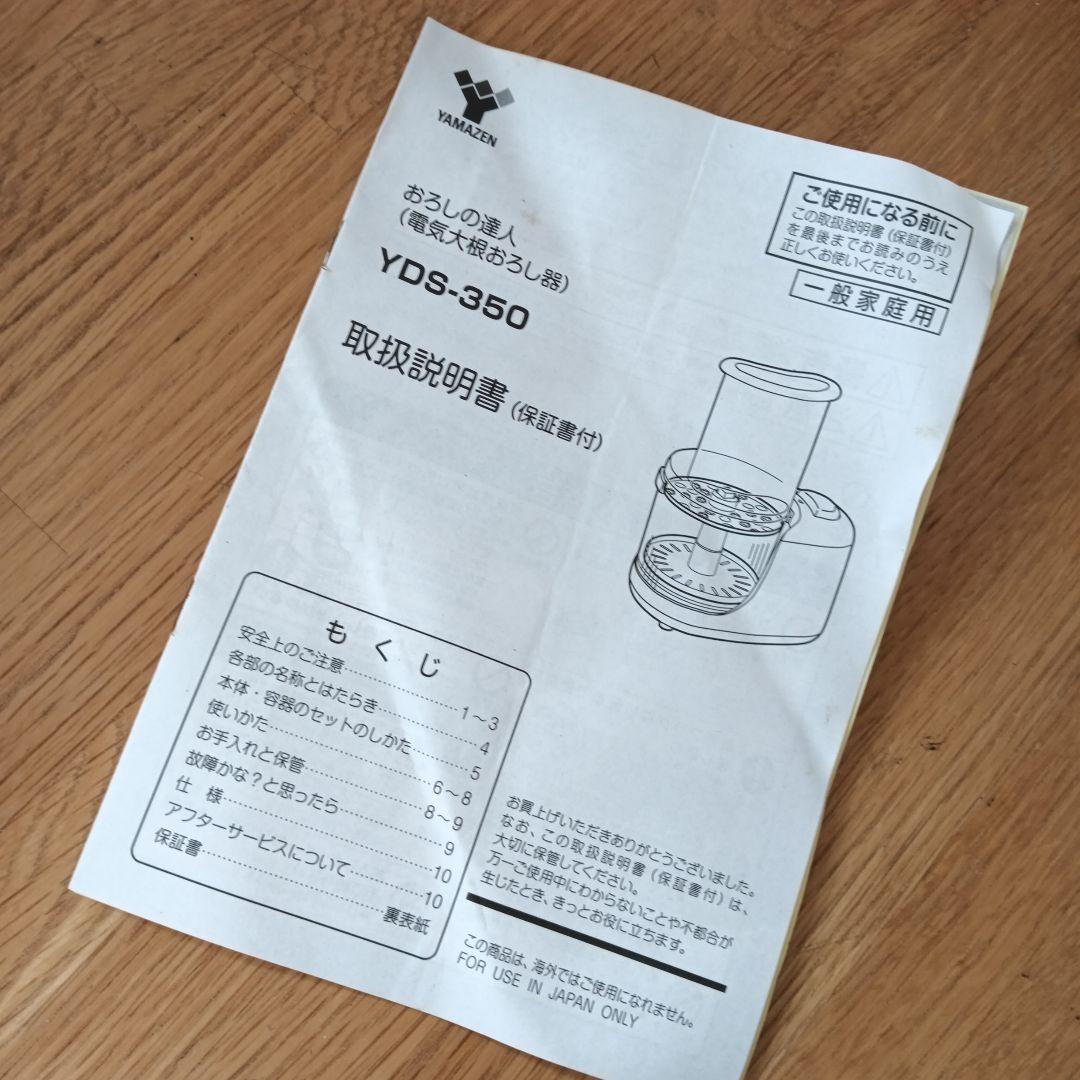 YAMAZEN
おろしの達人
(電気大根おろし器)
YDS-350
取扱説明書(保証書付)
ご使用になる前に
この取扱説明書(保証書付)
を最後までお読みのうえ
正しくお使いください。
一般家庭用
もくじ
安全上のご注意……………………1〜3
各部の名称とはたらき……………………4
本体・容器のセットのしかた……………5
使いかた……………………6〜8
お手入れと保管……………………8〜9
故障かな?と思ったら……………………9
仕 様……………………10
アフターサービスについて……………10
保証書……………………裏表紙
お買上げいただきありがとうございました。
なお、この取扱説明書(保証書付)は、
大切に保管してください。
万一ご使用中にわからないことや不都合が
生じたとき、きっとお役に立ちます。
この商品は、海外ではご使用になれません。
FOR USE IN JAPAN ONLY